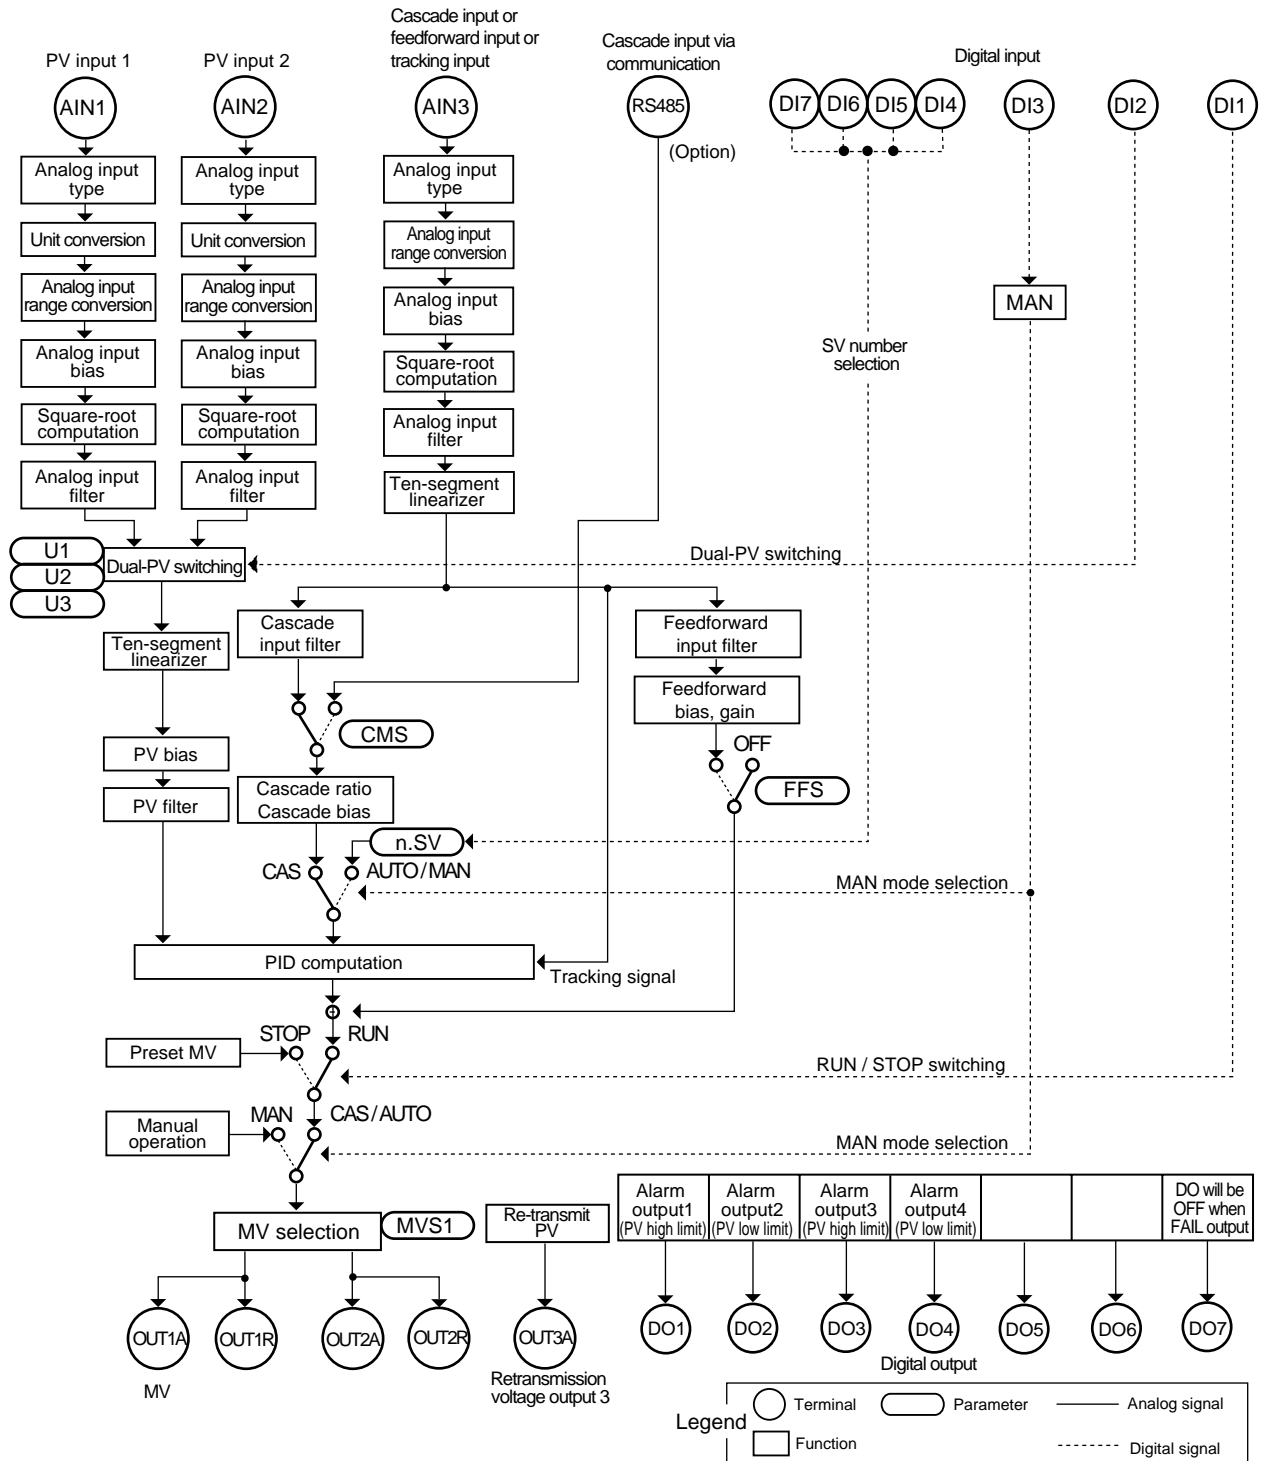 Cascade input or
feedforward input or
tracking input
PV input 1
PV input 2
Cascade input via
communication
Digital input
AIN1
AIN2
AIN3
RS485
(Option)
DI7
DI6
DI5
DI4
DI3
DI2
DI1
Analog input
type
Analog input
type
Analog input
type
Unit conversion
Unit conversion
Analog input
range conversion
Analog input
range conversion
Analog input
range conversion
Analog input
bias
MAN
Analog input
bias
Analog input
bias
Square-root
computation
SV number
selection
Square-root
computation
Square-root
computation
Analog input
filter
Analog input
filter
Analog input
filter
Ten-segment
linearizer
U1
U2
U3
Dual-PV switching
Dual-PV switching
Cascade
input filter
Feedforward
input filter
Ten-segment
linearizer
Feedforward
bias, gain
CMS
PV bias
OFF
FFS
Cascade ratio
Cascade bias
PV filter
n.SV
CAS
AUTO / MAN
MAN mode selection
PID computation
Tracking signal
STOP
RUN
Preset MV
RUN / STOP switching
MAN
CAS / AUTO
Manual
operation
MAN mode selection
MV selection
MVS1
Re-transmit
PV
Alarm
output1
(PV high limit)
Alarm
output2
(PV low limit)
Alarm
output3
(PV high limit)
Alarm
output4
(PV low limit)
DO will be
OFF when
FAIL output
OUT1A
OUT1R
OUT2A
OUT2R
OUT3A
DO1
DO2
DO3
DO4
DO5
DO6
DO7
MV
Retransmission
voltage output 3
Digital output
Legend
Terminal
Parameter
Analog signal
Function
Digital signal